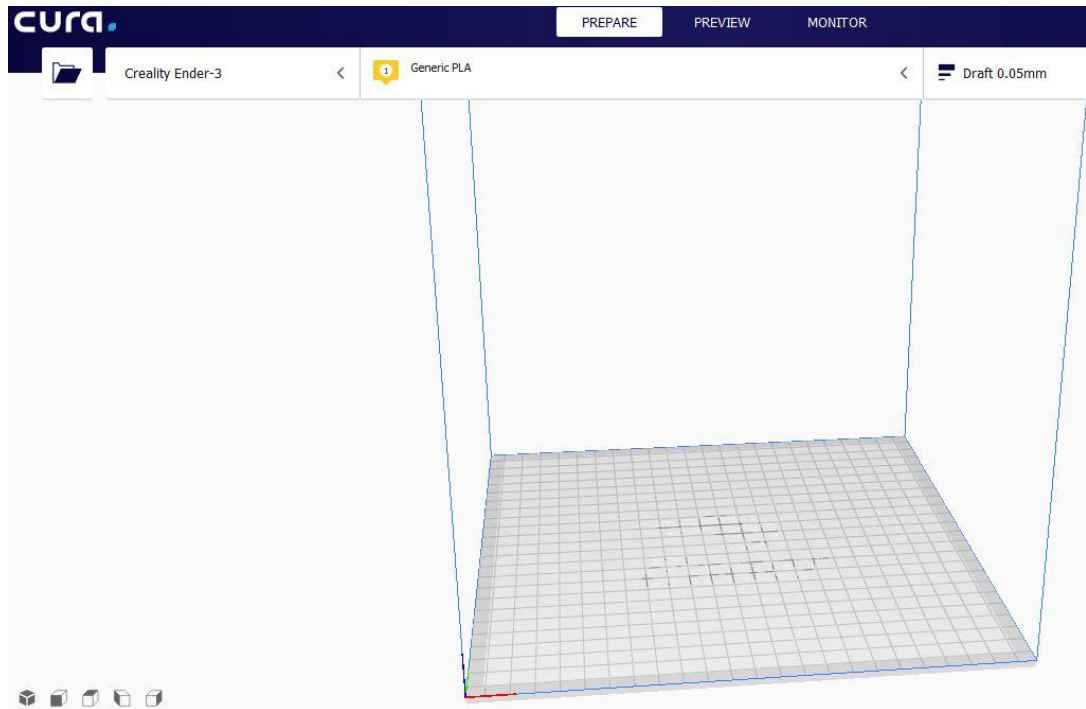 cura.
PREPARE PREVIEW MONITOR
Creality Ender-3
1 Generic PLA
Draft 0.05mm